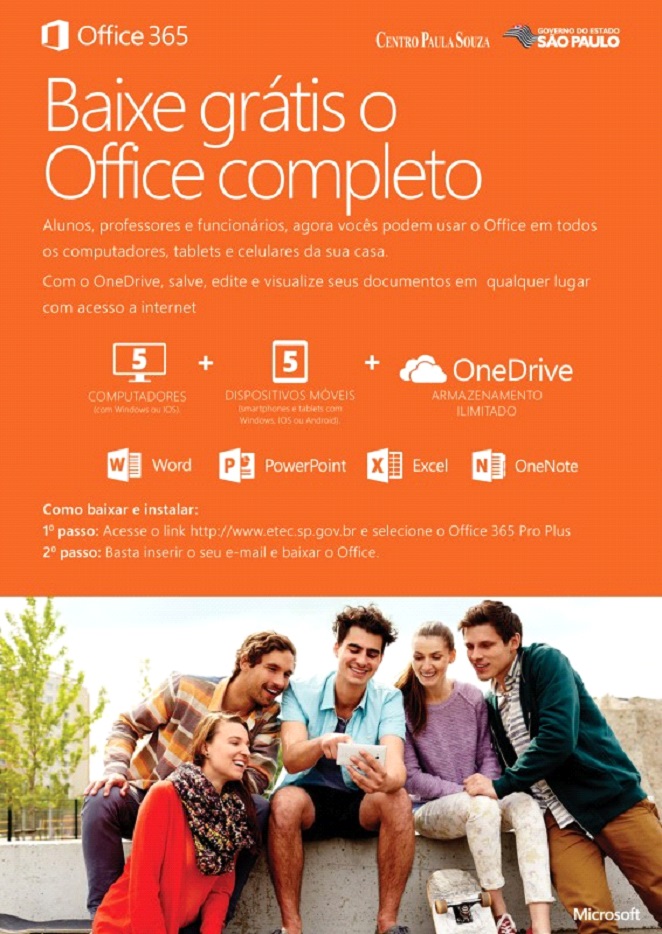 Office 365
CENTRO PAULA SOUZA
GOVERNO DO ESTADO
SÃO PAULO
Baixe grátis o
Office completo
Alunos, professores e funcionários, agora vocês podem usar o Office em todos
os computadores, tablets e celulares da sua casa.
Com o OneDrive, salve, edite e visualize seus documentos em qualquer lugar
com acesso a internet
5 + 5 + OneDrive
COMPUTADORES
(com Windows ou IOS)
DISPOSITIVOS MÓVEIS
(smartphones e tablets com
Windows, IOS ou Android)
ARMAZENAMENTO
ILIMITADO
W Word P PowerPoint X Excel N OneNote
Como baixar e instalar:
1º passo: Acesse o link http://www.etec.sp.gov.br e selecione o Office 365 Pro Plus
2º passo: Basta inserir o seu e-mail e baixar o Office.
Microsoft